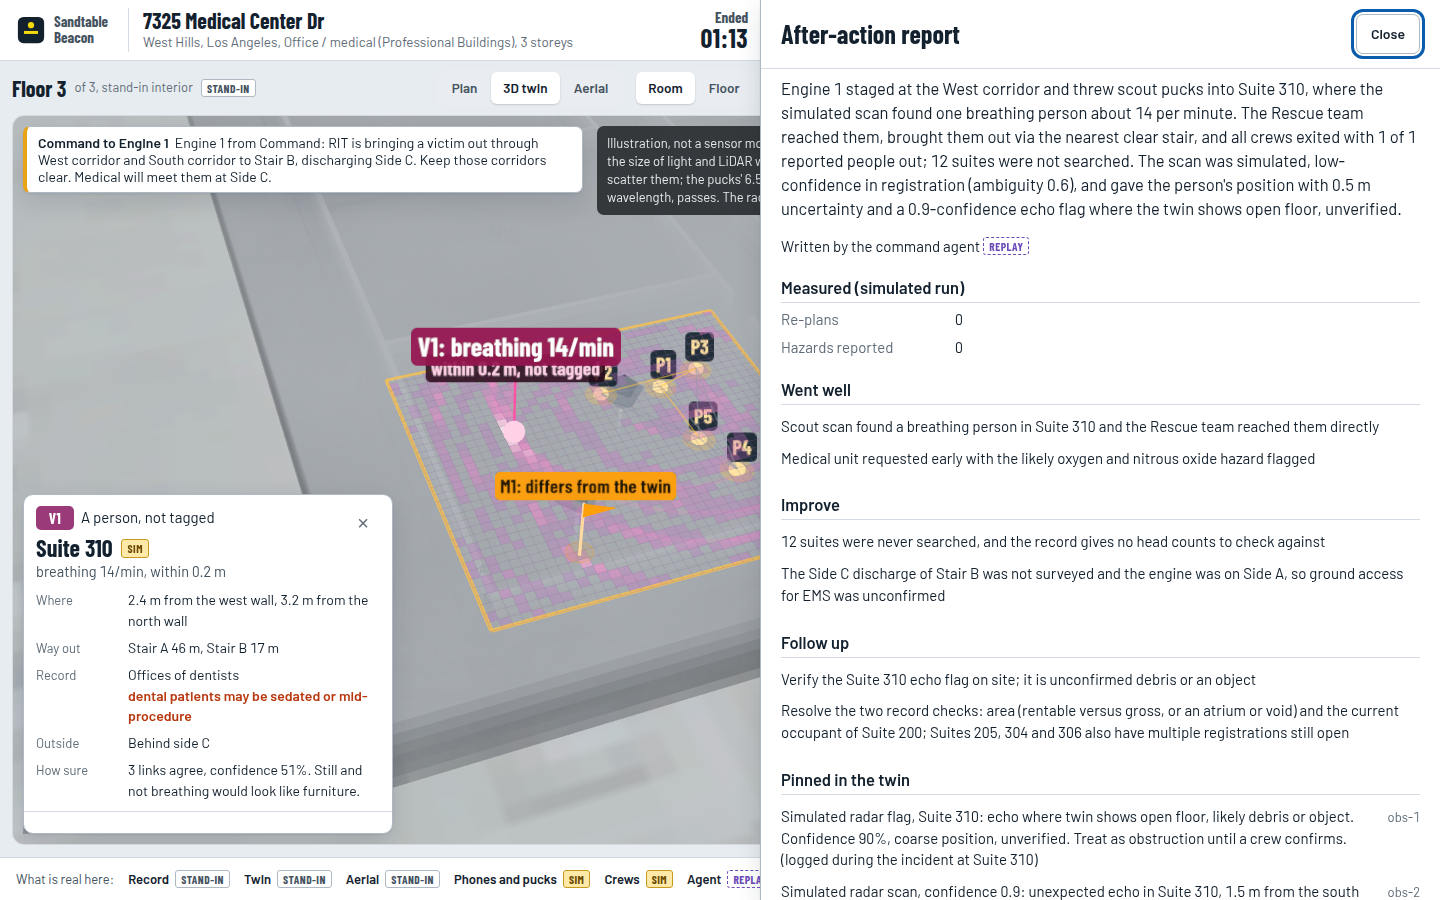 Sandtable
Beacon
7325 Medical Center Dr
West Hills, Los Angeles, Office / medical (Professional Buildings), 3 storeys
Ended
01:13
Floor 3
of 3, stand-in interior
STAND-IN
Plan
3D twin
Aerial
Room
Floor
Command to Engine 1 Engine 1 from Command: RIT is bringing a victim out through
West corridor and South corridor to Stair B, discharging Side C. Keep those corridors
clear. Medical will meet them at Side C.
Illustration, not a sensor
the size of light and LiDAR
scatter them; the pucks' 6.5
wavelength, passes. The
V1: breathing 14/min
within 0.2 m, not tagged
2
P1
P3
P5
P4
M1: differs from the twin
V1
A person, not tagged
×
Suite 310
SIM
breathing 14/min, within 0.2 m
Where
2.4 m from the west wall, 3.2 m from the
north wall
Way out
Stair A 46 m, Stair B 17 m
Record
Offices of dentists
dental patients may be sedated or mid-
procedure
Outside
Behind side C
How sure
3 links agree, confidence 51%. Still and
not breathing would look like furniture.
What is real here:
Record STAND-IN
Twin STAND-IN
Aerial STAND-IN
Phones and pucks SIM
Crews SIM
Agent
After-action report
Close
Engine 1 staged at the West corridor and threw scout pucks into Suite 310, where the
simulated scan found one breathing person about 14 per minute. The Rescue team
reached them, brought them out via the nearest clear stair, and all crews exited with 1 of 1
reported people out; 12 suites were not searched. The scan was simulated, low-
confidence in registration (ambiguity 0.6), and gave the person's position with 0.5 m
uncertainty and a 0.9-confidence echo flag where the twin shows open floor, unverified.
Written by the command agent REPLAY
Measured (simulated run)
Re-plans 0
Hazards reported 0
Went well
Scout scan found a breathing person in Suite 310 and the Rescue team reached them directly
Medical unit requested early with the likely oxygen and nitrous oxide hazard flagged
Improve
12 suites were never searched, and the record gives no head counts to check against
The Side C discharge of Stair B was not surveyed and the engine was on Side A, so ground access
for EMS was unconfirmed
Follow up
Verify the Suite 310 echo flag on site; it is unconfirmed debris or an object
Resolve the two record checks: area (rentable versus gross, or an atrium or void) and the current
occupant of Suite 200; Suites 205, 304 and 306 also have multiple registrations still open
Pinned in the twin
Simulated radar flag, Suite 310: echo where twin shows open floor, likely debris or object. obs-1
Confidence 90%, coarse position, unverified. Treat as obstruction until a crew confirms.
(logged during the incident at Suite 310)
Simulated radar scan, confidence 0.9: unexpected echo in Suite 310, 1.5 m from the south obs-2